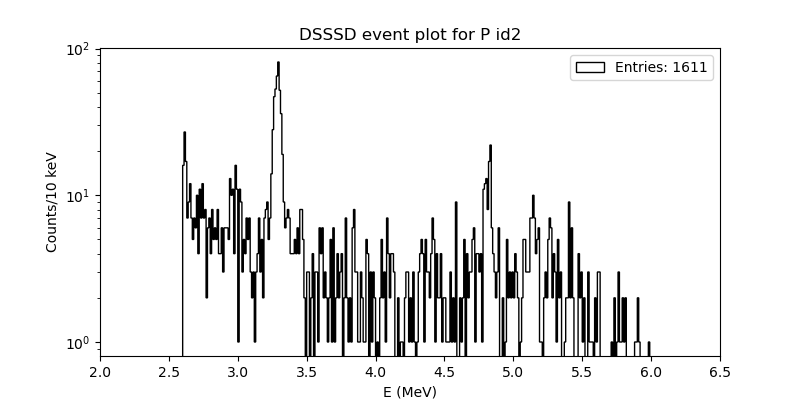 DSSSD event plot for P id2
Entries: 1611
Counts/10 keV
10²
10¹
10⁰
2.0 2.5 3.0 3.5 4.0 4.5 5.0 5.5 6.0 6.5
E (MeV)